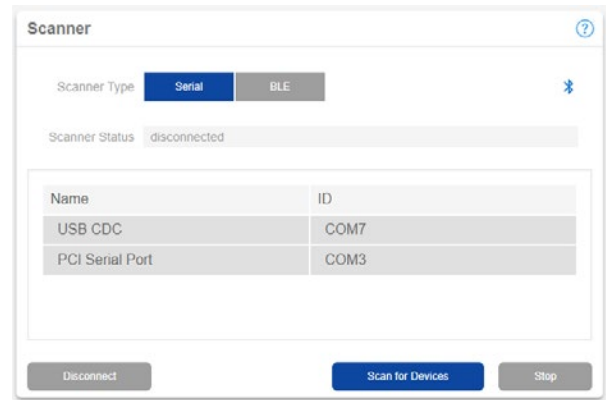 Scanner ?
Scanner Type Serial BLE
Scanner Status disconnected
Name ID
USB CDC COM7
PCI Serial Port COM3
Disconnect Scan for Devices Stop